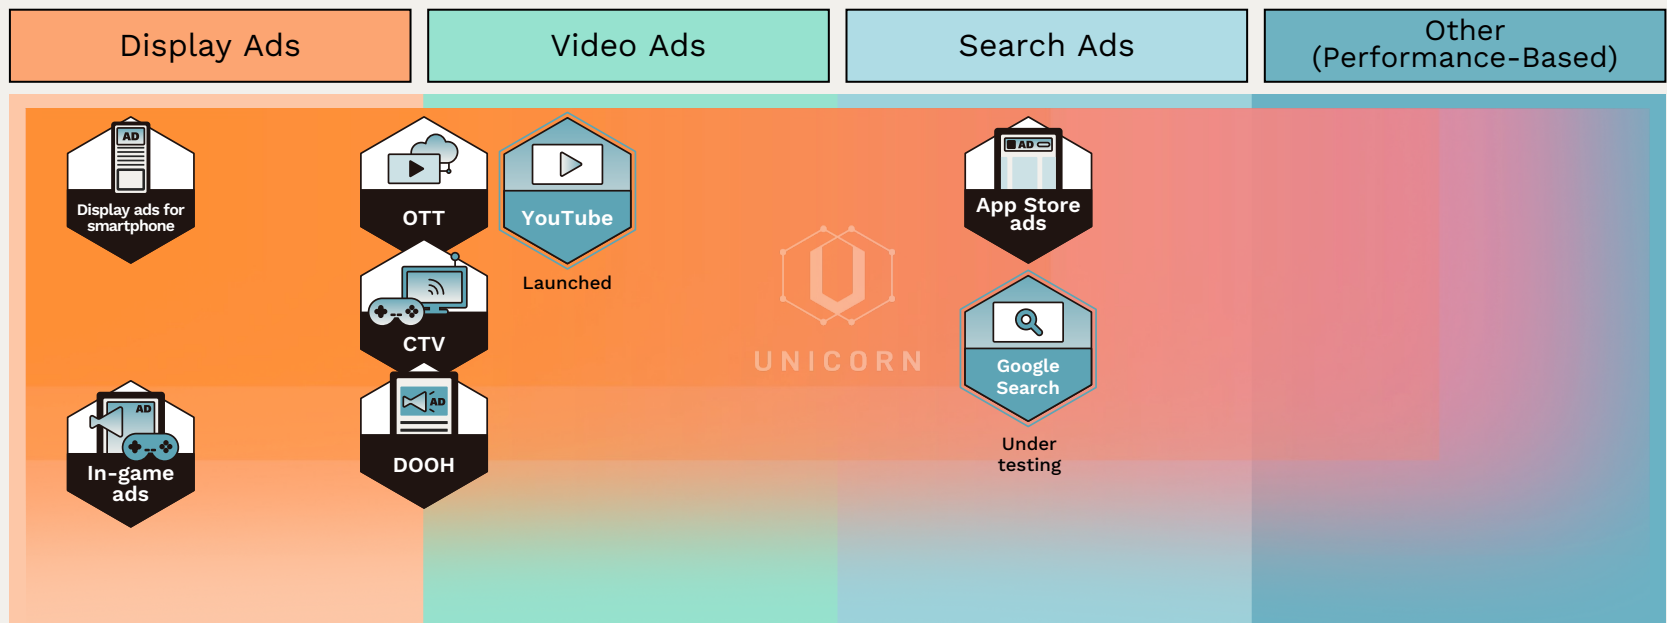 Display Ads
Video Ads
Search Ads
Other
(Performance-Based)
AD
Display ads for
smartphone
OTT
YouTube
Launched
AD
App Store
ads
CTV
UNICORN
Google
Search
Under
testing
AD
In-game
ads
AD
DOOH